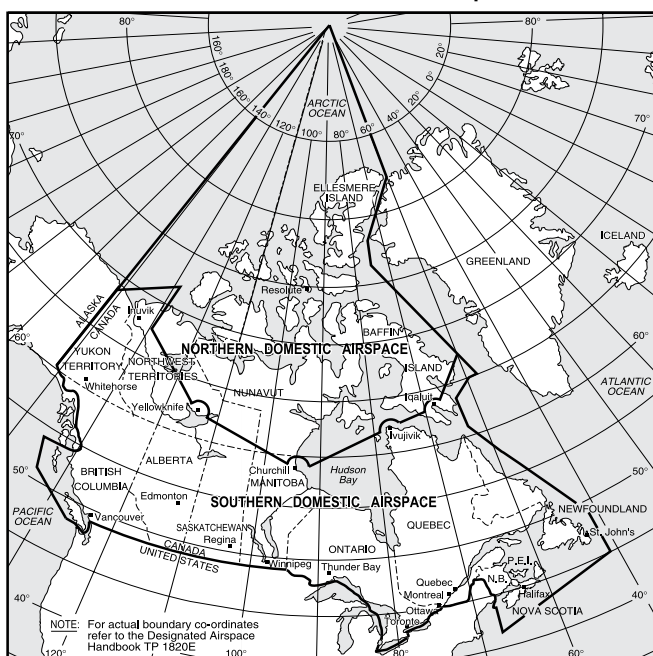 80°
80°
160°
180°
160°
140°
120°
100°
80°
60°
40°
20°
0°
20°
ARCTIC
OCEAN
70°
70°
ELLESMERE
ISLAND
ICELAND
GREENLAND
Resolute
ALASKA
CANADA
Inuvik
BAFFIN
ISLAND
60°
60°
YUKON
TERRITORY
Whitehorse
NORTHERN DOMESTIC AIRSPACE
NORTHWEST
TERRITORIES
NUNAVUT
Yellowknife
Iqaluit
ATLANTIC
OCEAN
Ivujivik
50°
50°
ALBERTA
Churchill
MANITOBA
Hudson
Bay
BRITISH
COLUMBIA
Edmonton
SOUTHERN DOMESTIC AIRSPACE
PACIFIC
OCEAN
Vancouver
SASKATCHEWAN
Regina
QUEBEC
NEWFOUNDLAND
St. John's
CANADA
UNITED STATES
Winnipeg
ONTARIO
Thunder Bay
Quebec
Montreal
Ottawa
Toronto
P.E.I.
N.B.
Halifax
NOVA SCOTIA
40°
40°
NOTE: For actual boundary co-ordinates
refer to the Designated Airspace
Handbook TP 1820E
120°
100°
80°
60°